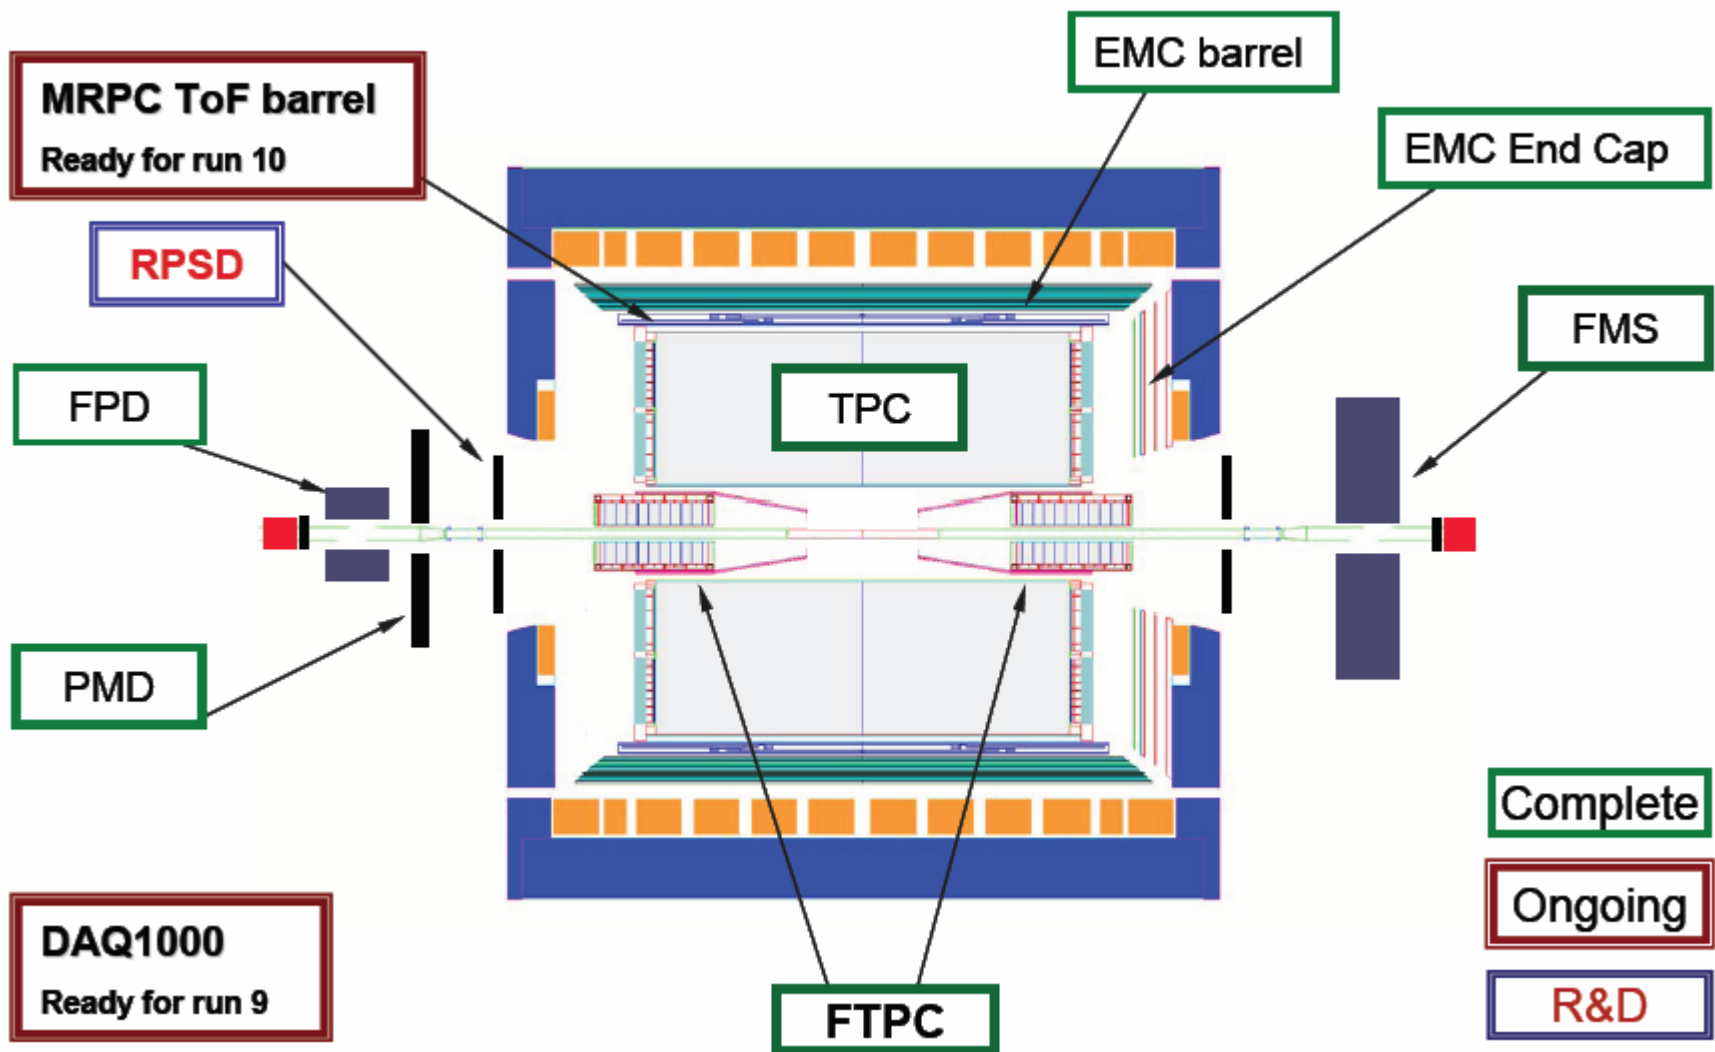 EMC barrel
MRPC ToF barrel
Ready for run 10
EMC End Cap
RPSD
FMS
FPD
TPC
PMD
Complete
Ongoing
DAQ1000
Ready for run 9
R&D
FTPC